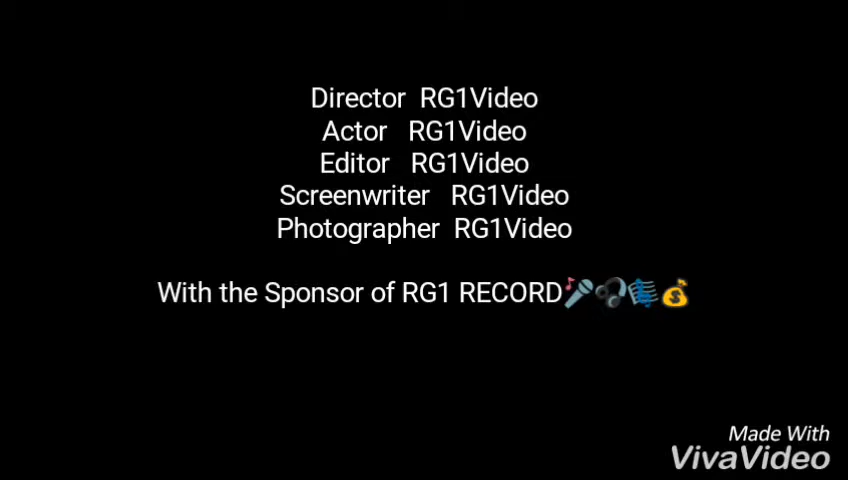 Director RG1Video
Actor RG1Video
Editor RG1Video
Screenwriter RG1Video
Photographer RG1Video
With the Sponsor of RG1 RECORD🎤🎧🎼💰
Made With
VivaVideo